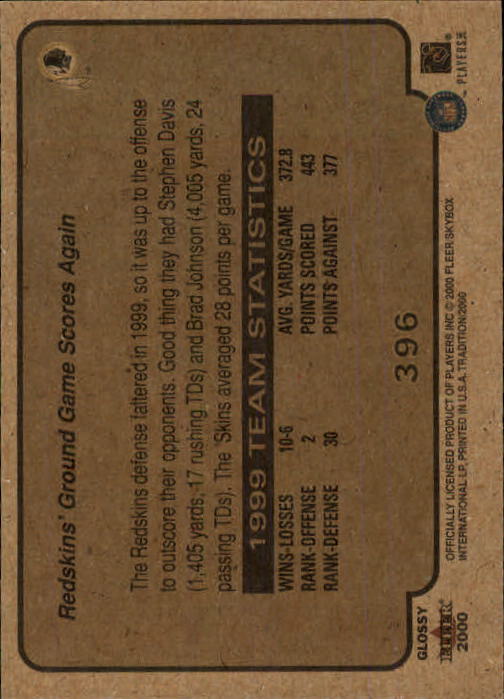 Redskins' Ground Game Scores Again
The Redskins defense faltered in 1999, so it was up to the offense
to outscore their opponents. Good thing they had Stephen Davis
(1,405 yards, 17 rushing TDs) and Brad Johnson (4,005 yards, 24
passing TDs). The 'Skins averaged 28 points per game.
1999 TEAM STATISTICS
WINS-LOSSES 10-6 AVG. YARDS/GAME 372.8
RANK-OFFENSE 2 POINTS SCORED 443
RANK-DEFENSE 30 POINTS AGAINST 377
396
GLOSSY
FLEER
2000
OFFICIALLY LICENSED PRODUCT OF PLAYERS INC © 2000 FLEER SKYBOX
INTERNATIONAL LP. PRINTED IN U.S.A. TRADITION/2000
NFL
PLAYERS INC